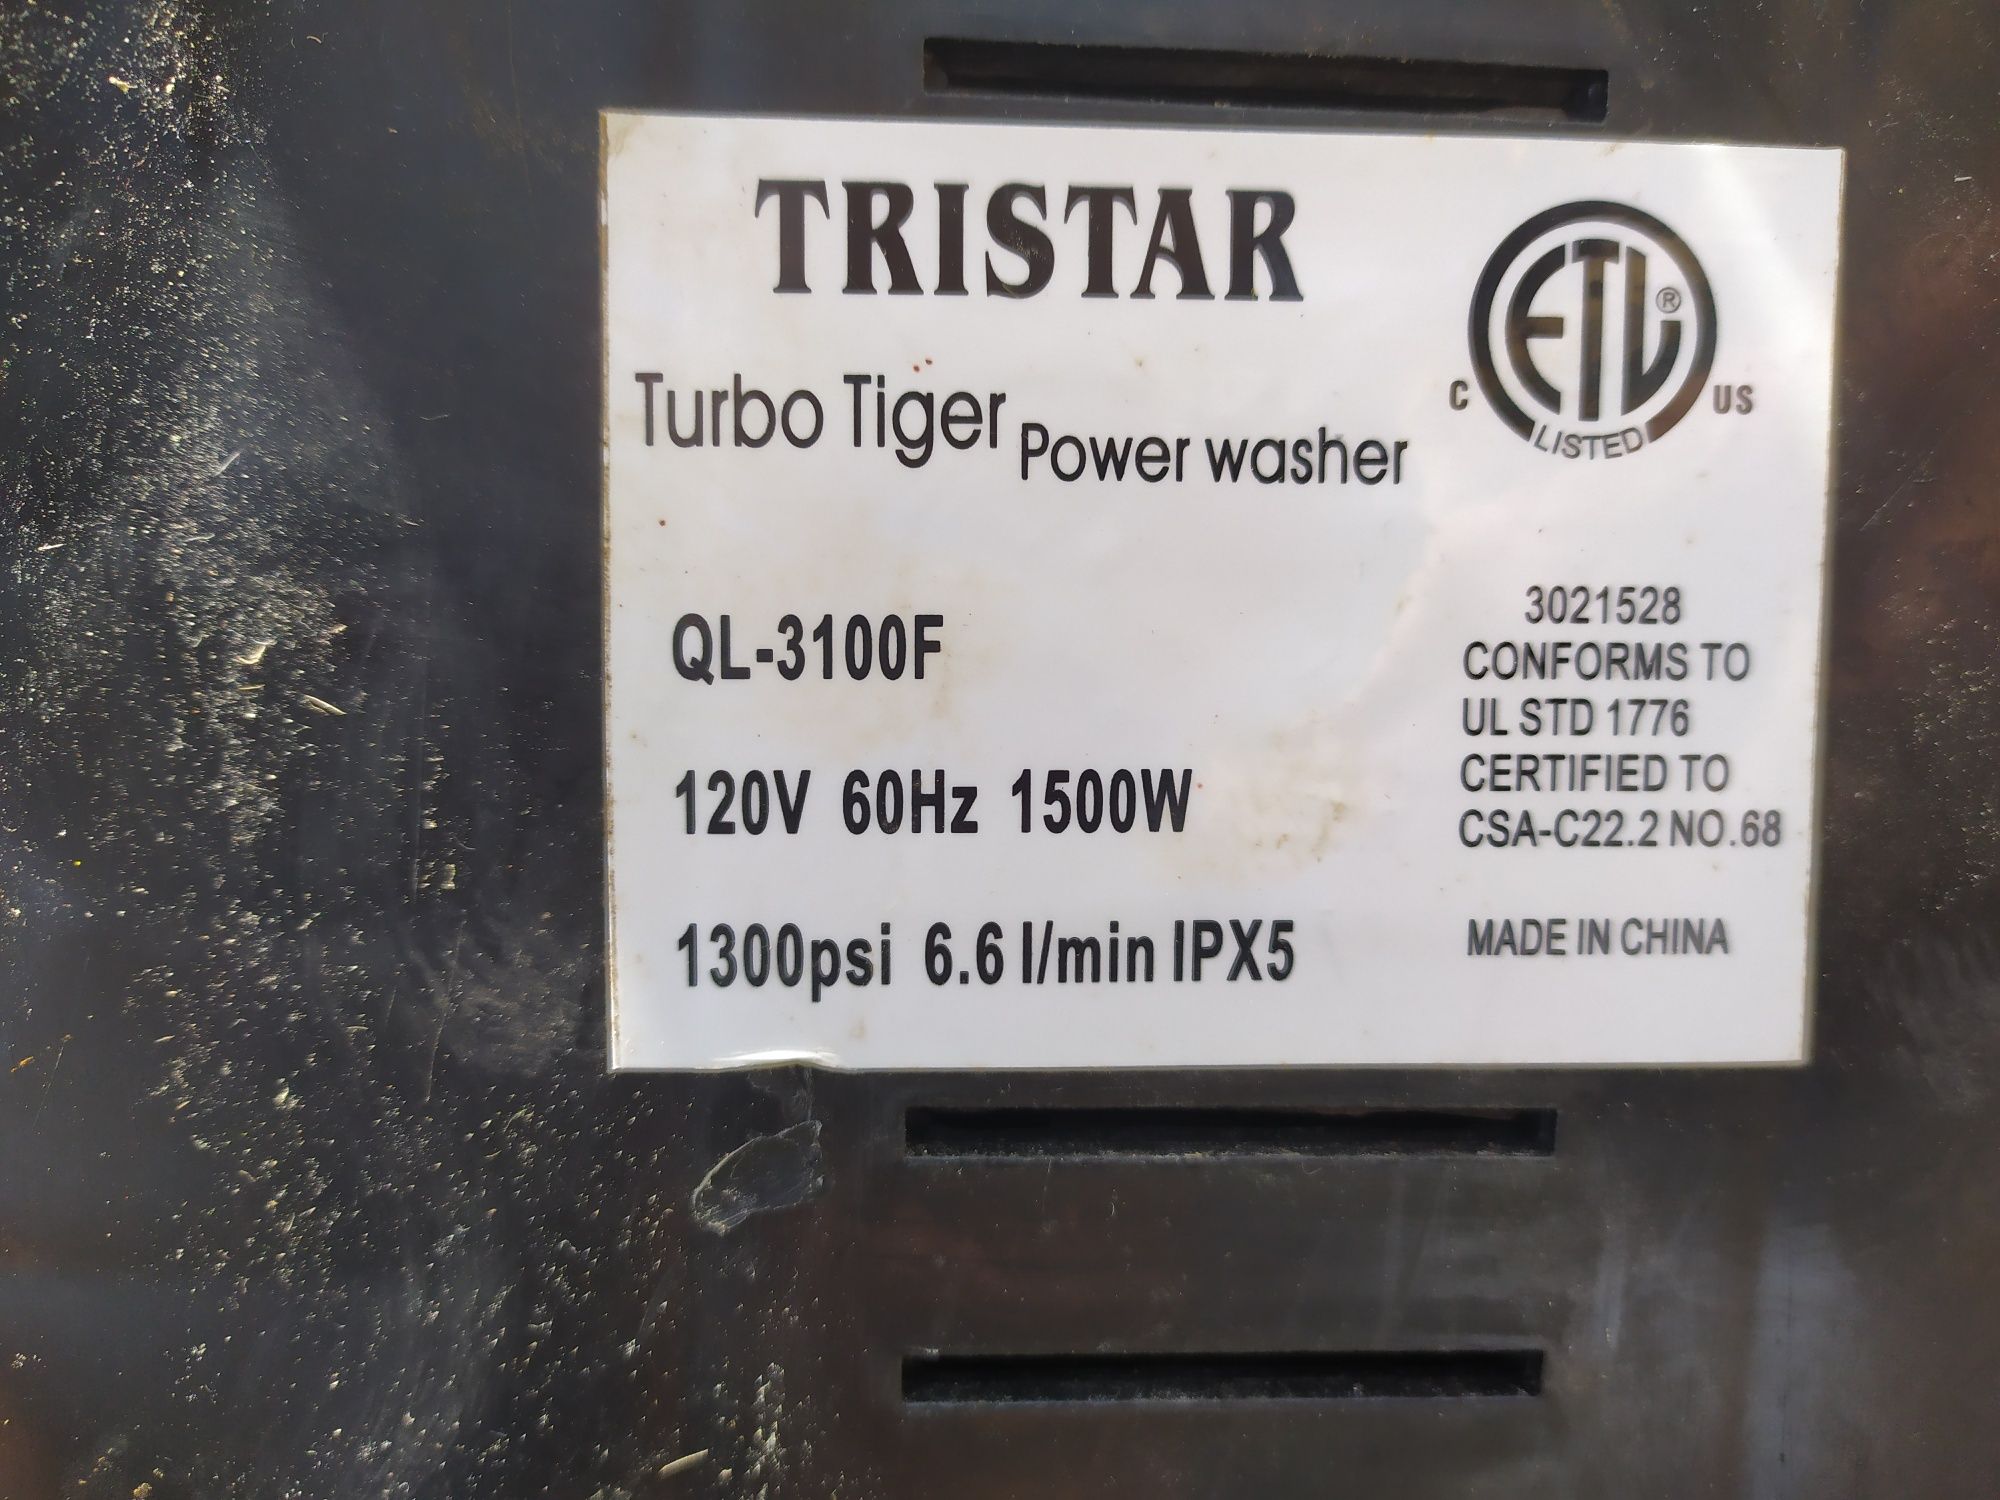 TRISTAR
Turbo Tiger Power washer
ETL®
C US
LISTED
QL-3100F
120V 60Hz 1500W
1300psi 6.6 l/min IPX5
3021528
CONFORMS TO
UL STD 1776
CERTIFIED TO
CSA-C22.2 NO.68
MADE IN CHINA